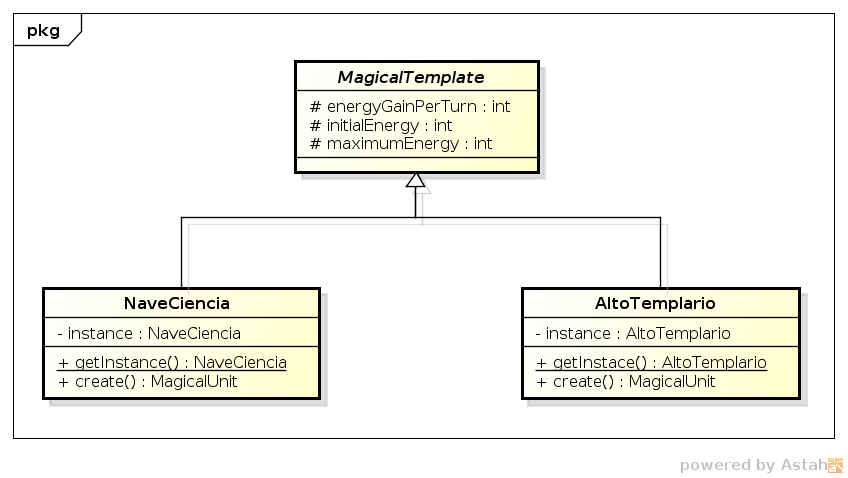 pkg
MagicalTemplate
# energyGainPerTurn : int
# initialEnergy : int
# maximumEnergy : int
NaveCiencia
- instance : NaveCiencia
+ getInstance() : NaveCiencia
+ create() : MagicalUnit
AltoTemplario
- instance : AltoTemplario
+ getInstace() : AltoTemplario
+ create() : MagicalUnit
powered by Astah